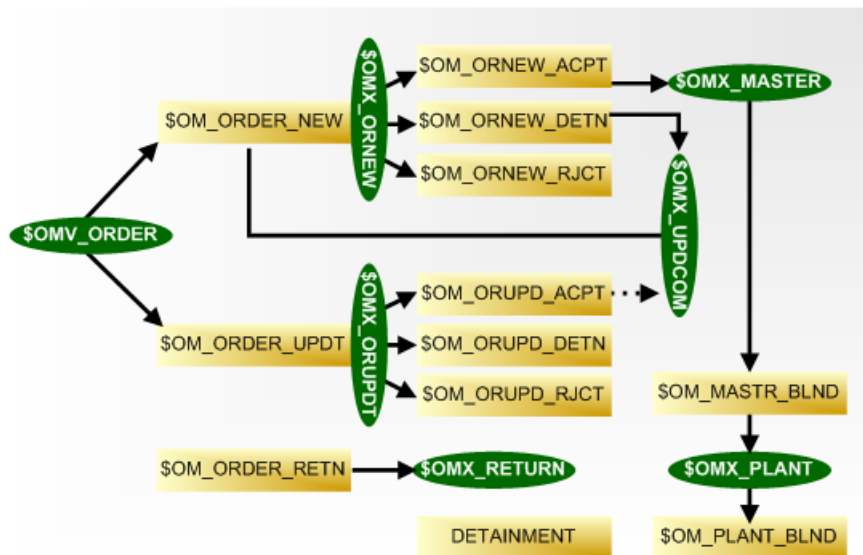 $OM_ORNEW_ACPT
$OMX_MASTER
$OM_ORDER_NEW
$OMX_ORNEW
$OM_ORNEW_DETN
$OM_ORNEW_RJCT
$OMX_UPDCOM
$OMV_ORDER
$OM_ORUPD_ACPT
$OM_ORDER_UPDT
$OMX_ORUPDT
$OM_ORUPD_DETN
$OM_ORUPD_RJCT
$OM_MASTR_BLND
$OM_ORDER_RETN
$OMX_RETURN
$OMX_PLANT
DETAINMENT
$OM_PLANT_BLND